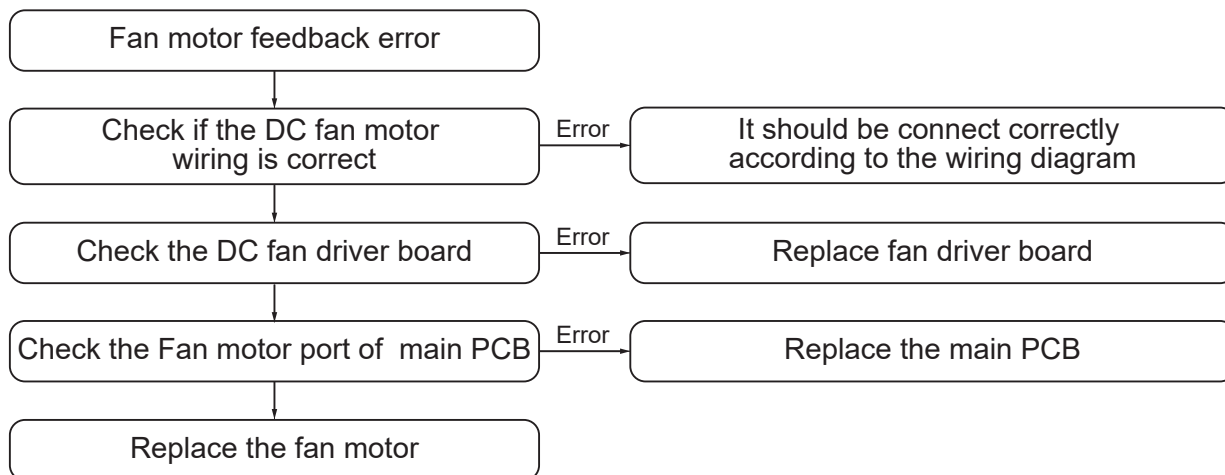 Fan motor feedback error
Check if the DC fan motor
wiring is correct
Error
It should be connect correctly
according to the wiring diagram
Check the DC fan driver board
Error
Replace fan driver board
Check the Fan motor port of main PCB
Error
Replace the main PCB
Replace the fan motor